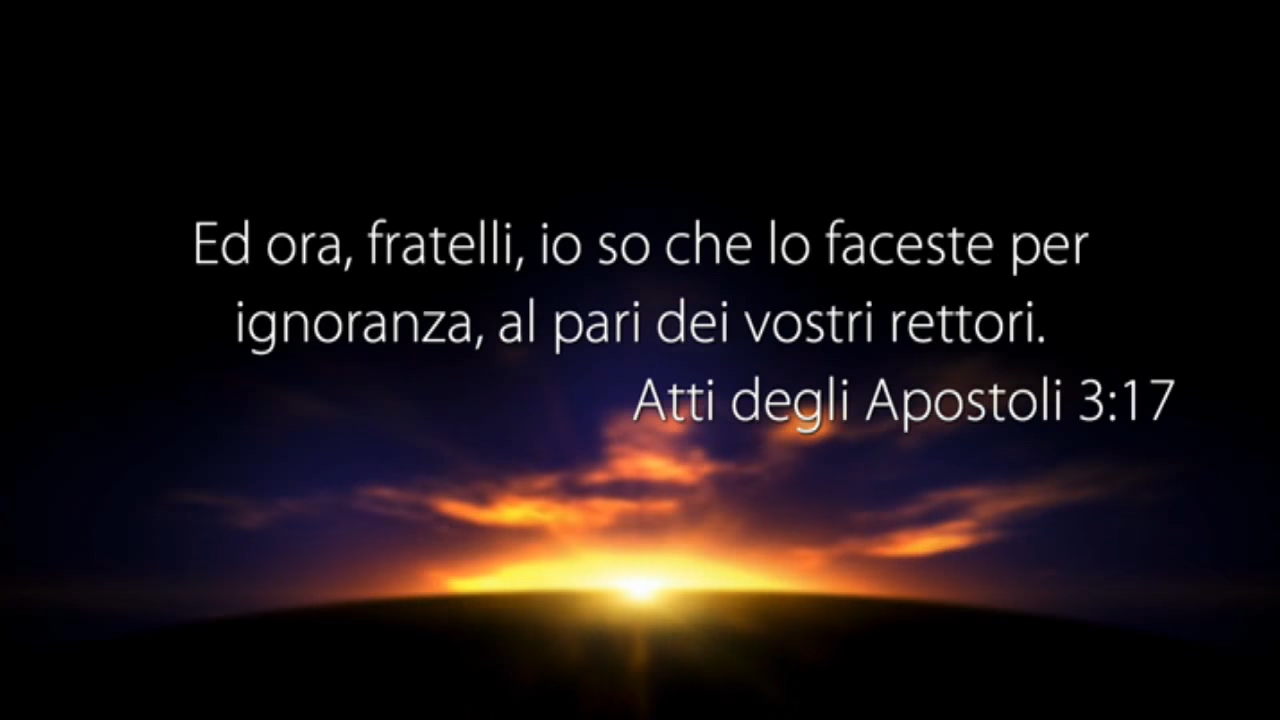 Ed ora, fratelli, io so che lo faceste per
ignoranza, al pari dei vostri rettori.
Atti degli Apostoli 3:17